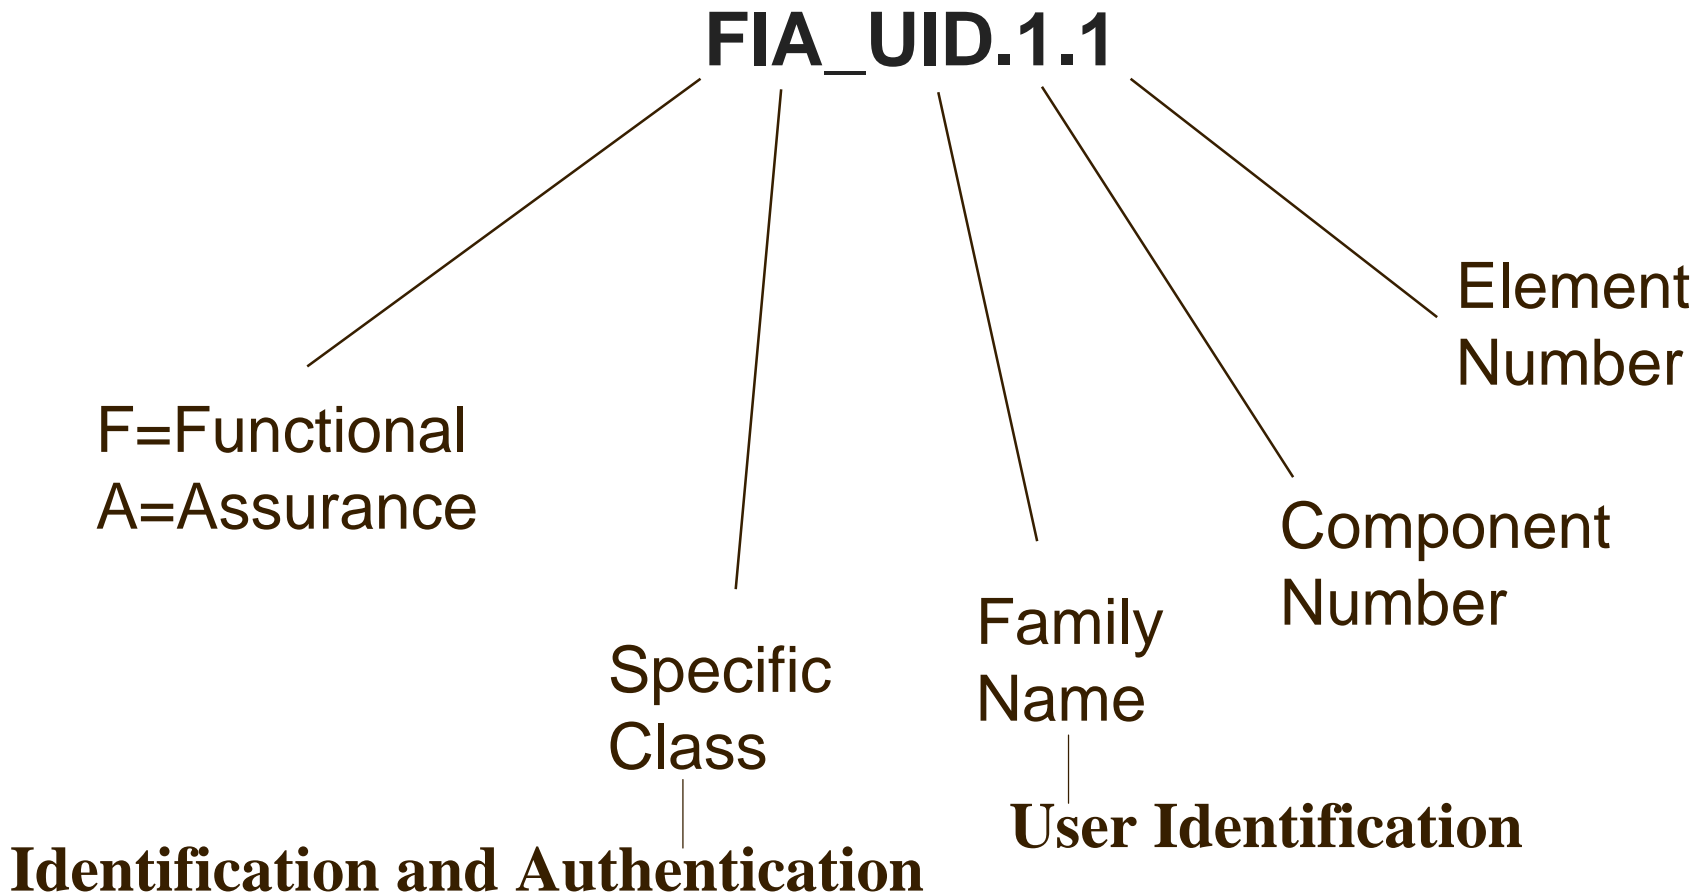 FIA_UID.1.1
Element
Number
F=Functional
A=Assurance
Component
Number
Family
Name
Specific
Class
User Identification
Identification and Authentication